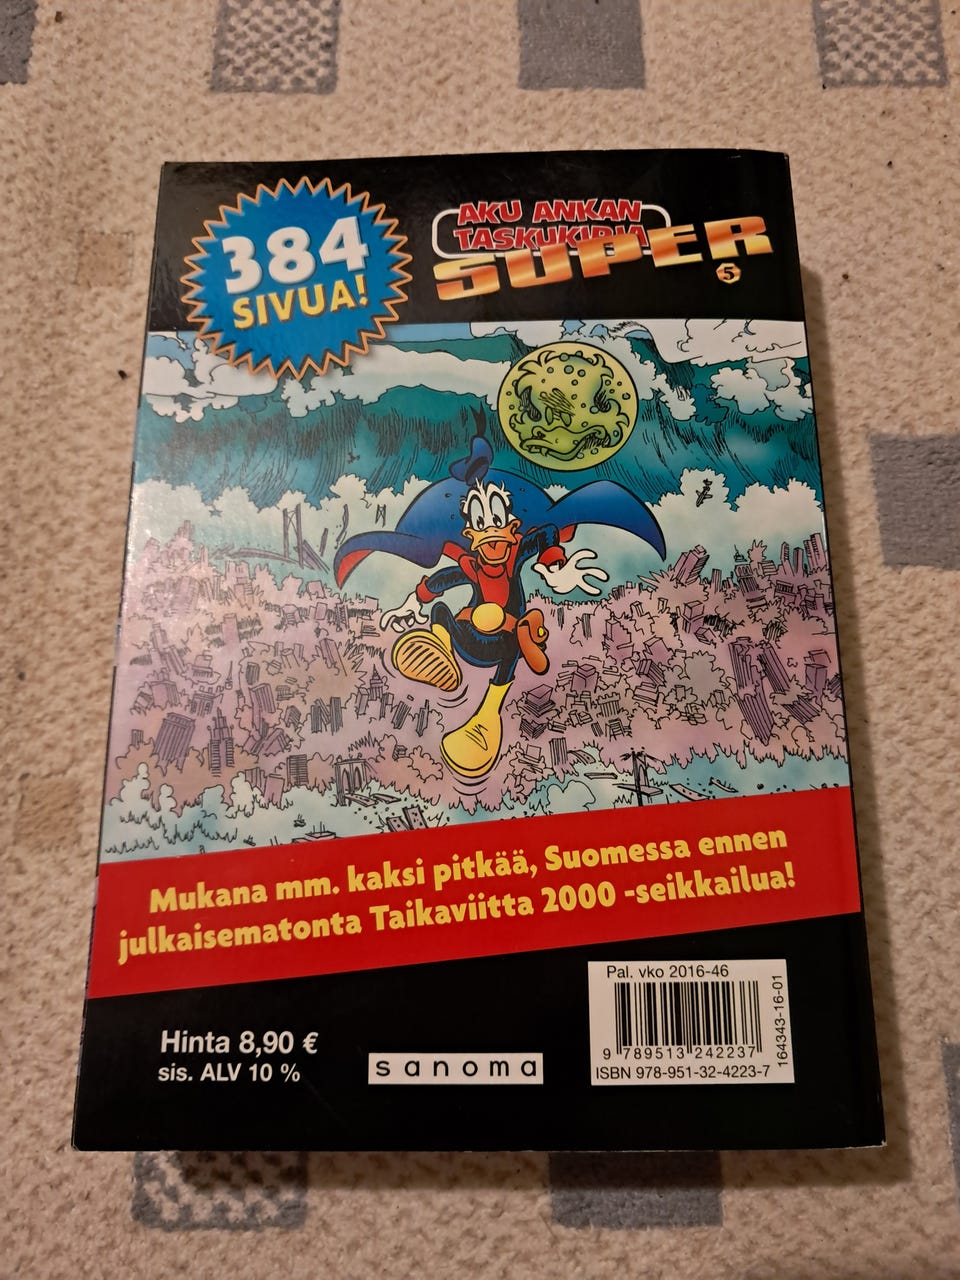 384
SIVUA!
AKU ANKAN
TASKUKIRJA
SUPER
5
Mukana mm. kaksi pitkää, Suomessa ennen
julkaisematonta Taikaviitta 2000 -seikkailua!
Hinta 8,90 €
sis. ALV 10 %
sanoma
Pal. vko 2016-46
9 789513 242237
ISBN 978-951-32-4223-7
164343-16-01